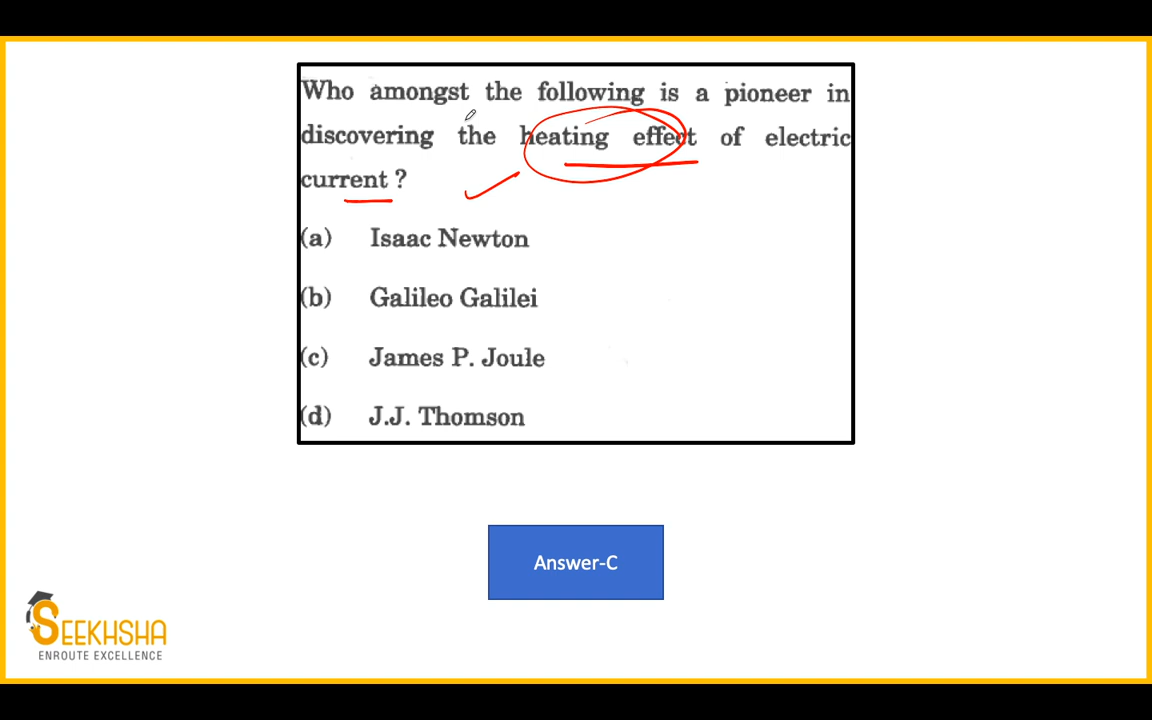 Who amongst the following is a pioneer in
discovering the heating effect of electric
current ?
(a) Isaac Newton
(b) Galileo Galilei
(c) James P. Joule
(d) J.J. Thomson
Answer-C
SEEKHSHA
ENROUTE EXCELLENCE